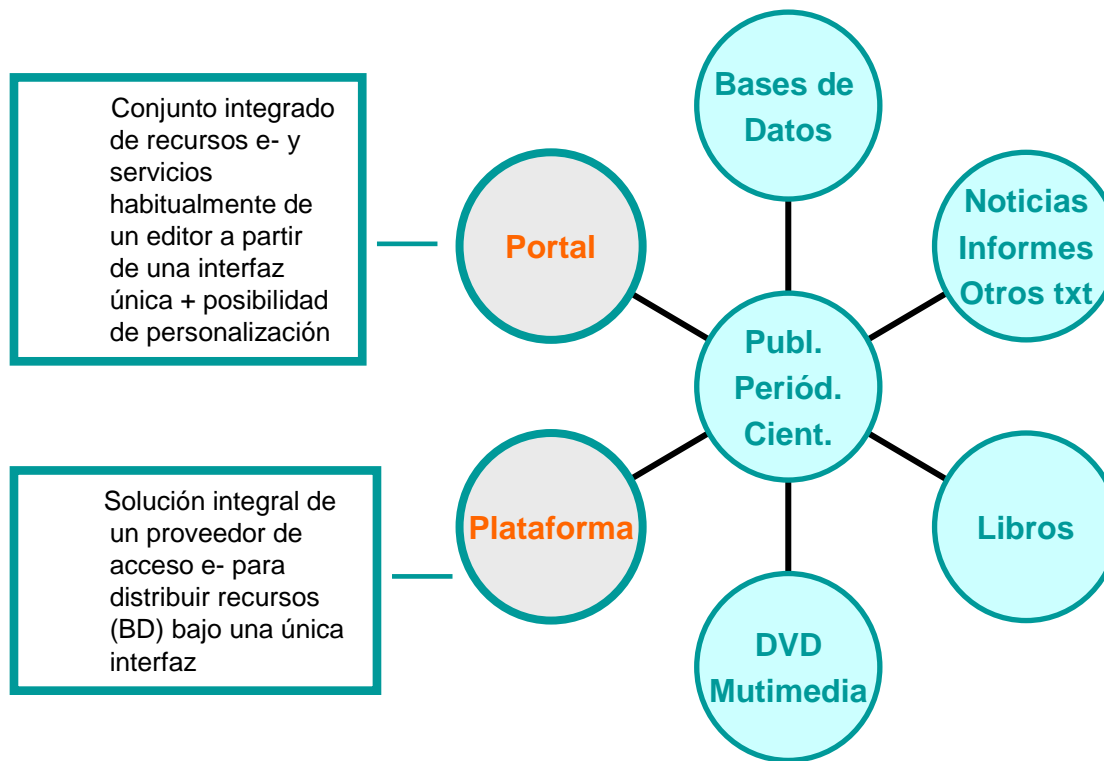 Conjunto integrado
de recursos e- y
servicios
habitualmente de
un editor a partir
de una interfaz
única + posibilidad
de personalización
Solución integral de
un proveedor de
acceso e- para
distribuir recursos
(BD) bajo una única
interfaz
Portal
Plataforma
Bases de
Datos
Noticias
Informes
Otros txt
Publ.
Periód.
Cient.
Libros
DVD
Mutimedia